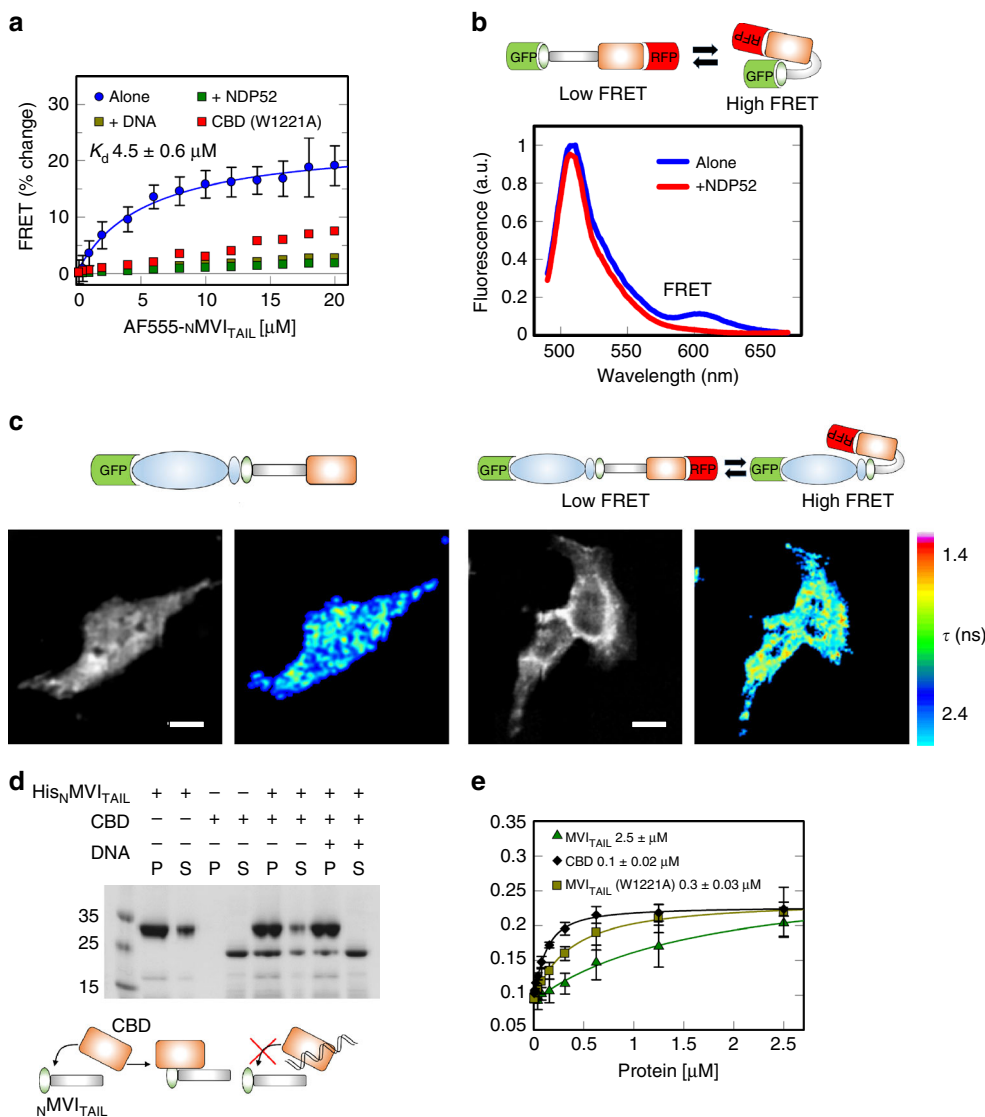 a
30
20
10
0
FRET (% change)
Alone
+ NDP52
+ DNA
CBD (W1221A)
Kd 4.5 ± 0.6 μM
0
5
10
15
20
AF555-NMVITAIL [μM]
b
GFP
RFP
Low FRET
RFP
GFP
High FRET
1
0.8
0.6
0.4
0.2
0
Fluorescence (a.u.)
Alone
+NDP52
FRET
500
550
600
650
Wavelength (nm)
c
GFP
GFP
RFP
Low FRET
RFP
GFP
High FRET
1.4
τ (ns)
2.4
d
HisNMVITAIL + + – – + + + +
CBD – – + + + + + +
DNA – – – – – – + +
P S P S P S P S
35
25
15
CBD
NMVITAIL
e
0.35
0.3
0.25
0.2
0.15
0.1
0.05
MVITAIL 2.5 ± μM
CBD 0.1 ± 0.02 μM
MVITAIL (W1221A) 0.3 ± 0.03 μM
0
0.5
1
1.5
2
2.5
Protein [μM]